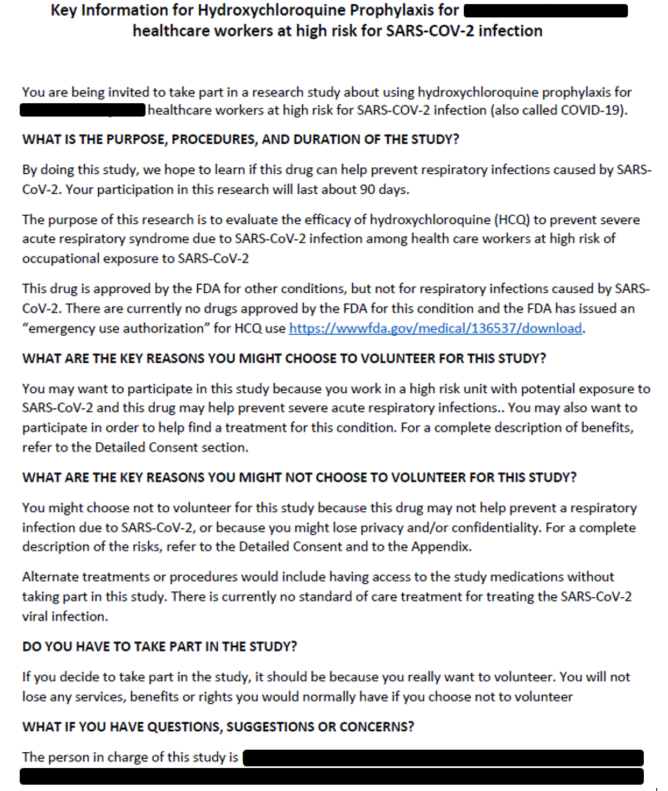 Key Information for Hydroxychloroquine Prophylaxis for
healthcare workers at high risk for SARS-COV-2 infection
You are being invited to take part in a research study about using hydroxychloroquine prophylaxis for
healthcare workers at high risk for SARS-COV-2 infection (also called COVID-19).
WHAT IS THE PURPOSE, PROCEDURES, AND DURATION OF THE STUDY?
By doing this study, we hope to learn if this drug can help prevent respiratory infections caused by SARS-
CoV-2. Your participation in this research will last about 90 days.
The purpose of this research is to evaluate the efficacy of hydroxychloroquine (HCQ) to prevent severe
acute respiratory syndrome due to SARS-CoV-2 infection among health care workers at high risk of
occupational exposure to SARS-CoV-2
This drug is approved by the FDA for other conditions, but not for respiratory infections caused by SARS-
CoV-2. There are currently no drugs approved by the FDA for this condition and the FDA has issued an
“emergency use authorization” for HCQ use https://wwwfda.gov/medical/136537/download.
WHAT ARE THE KEY REASONS YOU MIGHT CHOOSE TO VOLUNTEER FOR THIS STUDY?
You may want to participate in this study because you work in a high risk unit with potential exposure to
SARS-CoV-2 and this drug may help prevent severe acute respiratory infections.. You may also want to
participate in order to help find a treatment for this condition. For a complete description of benefits,
refer to the Detailed Consent section.
WHAT ARE THE KEY REASONS YOU MIGHT NOT CHOOSE TO VOLUNTEER FOR THIS STUDY?
You might choose not to volunteer for this study because this drug may not help prevent a respiratory
infection due to SARS-CoV-2, or because you might lose privacy and/or confidentiality. For a complete
description of the risks, refer to the Detailed Consent and to the Appendix.
Alternate treatments or procedures would include having access to the study medications without
taking part in this study. There is currently no standard of care treatment for treating the SARS-CoV-2
viral infection.
DO YOU HAVE TO TAKE PART IN THE STUDY?
If you decide to take part in the study, it should be because you really want to volunteer. You will not
lose any services, benefits or rights you would normally have if you choose not to volunteer
WHAT IF YOU HAVE QUESTIONS, SUGGESTIONS OR CONCERNS?
The person in charge of this study is